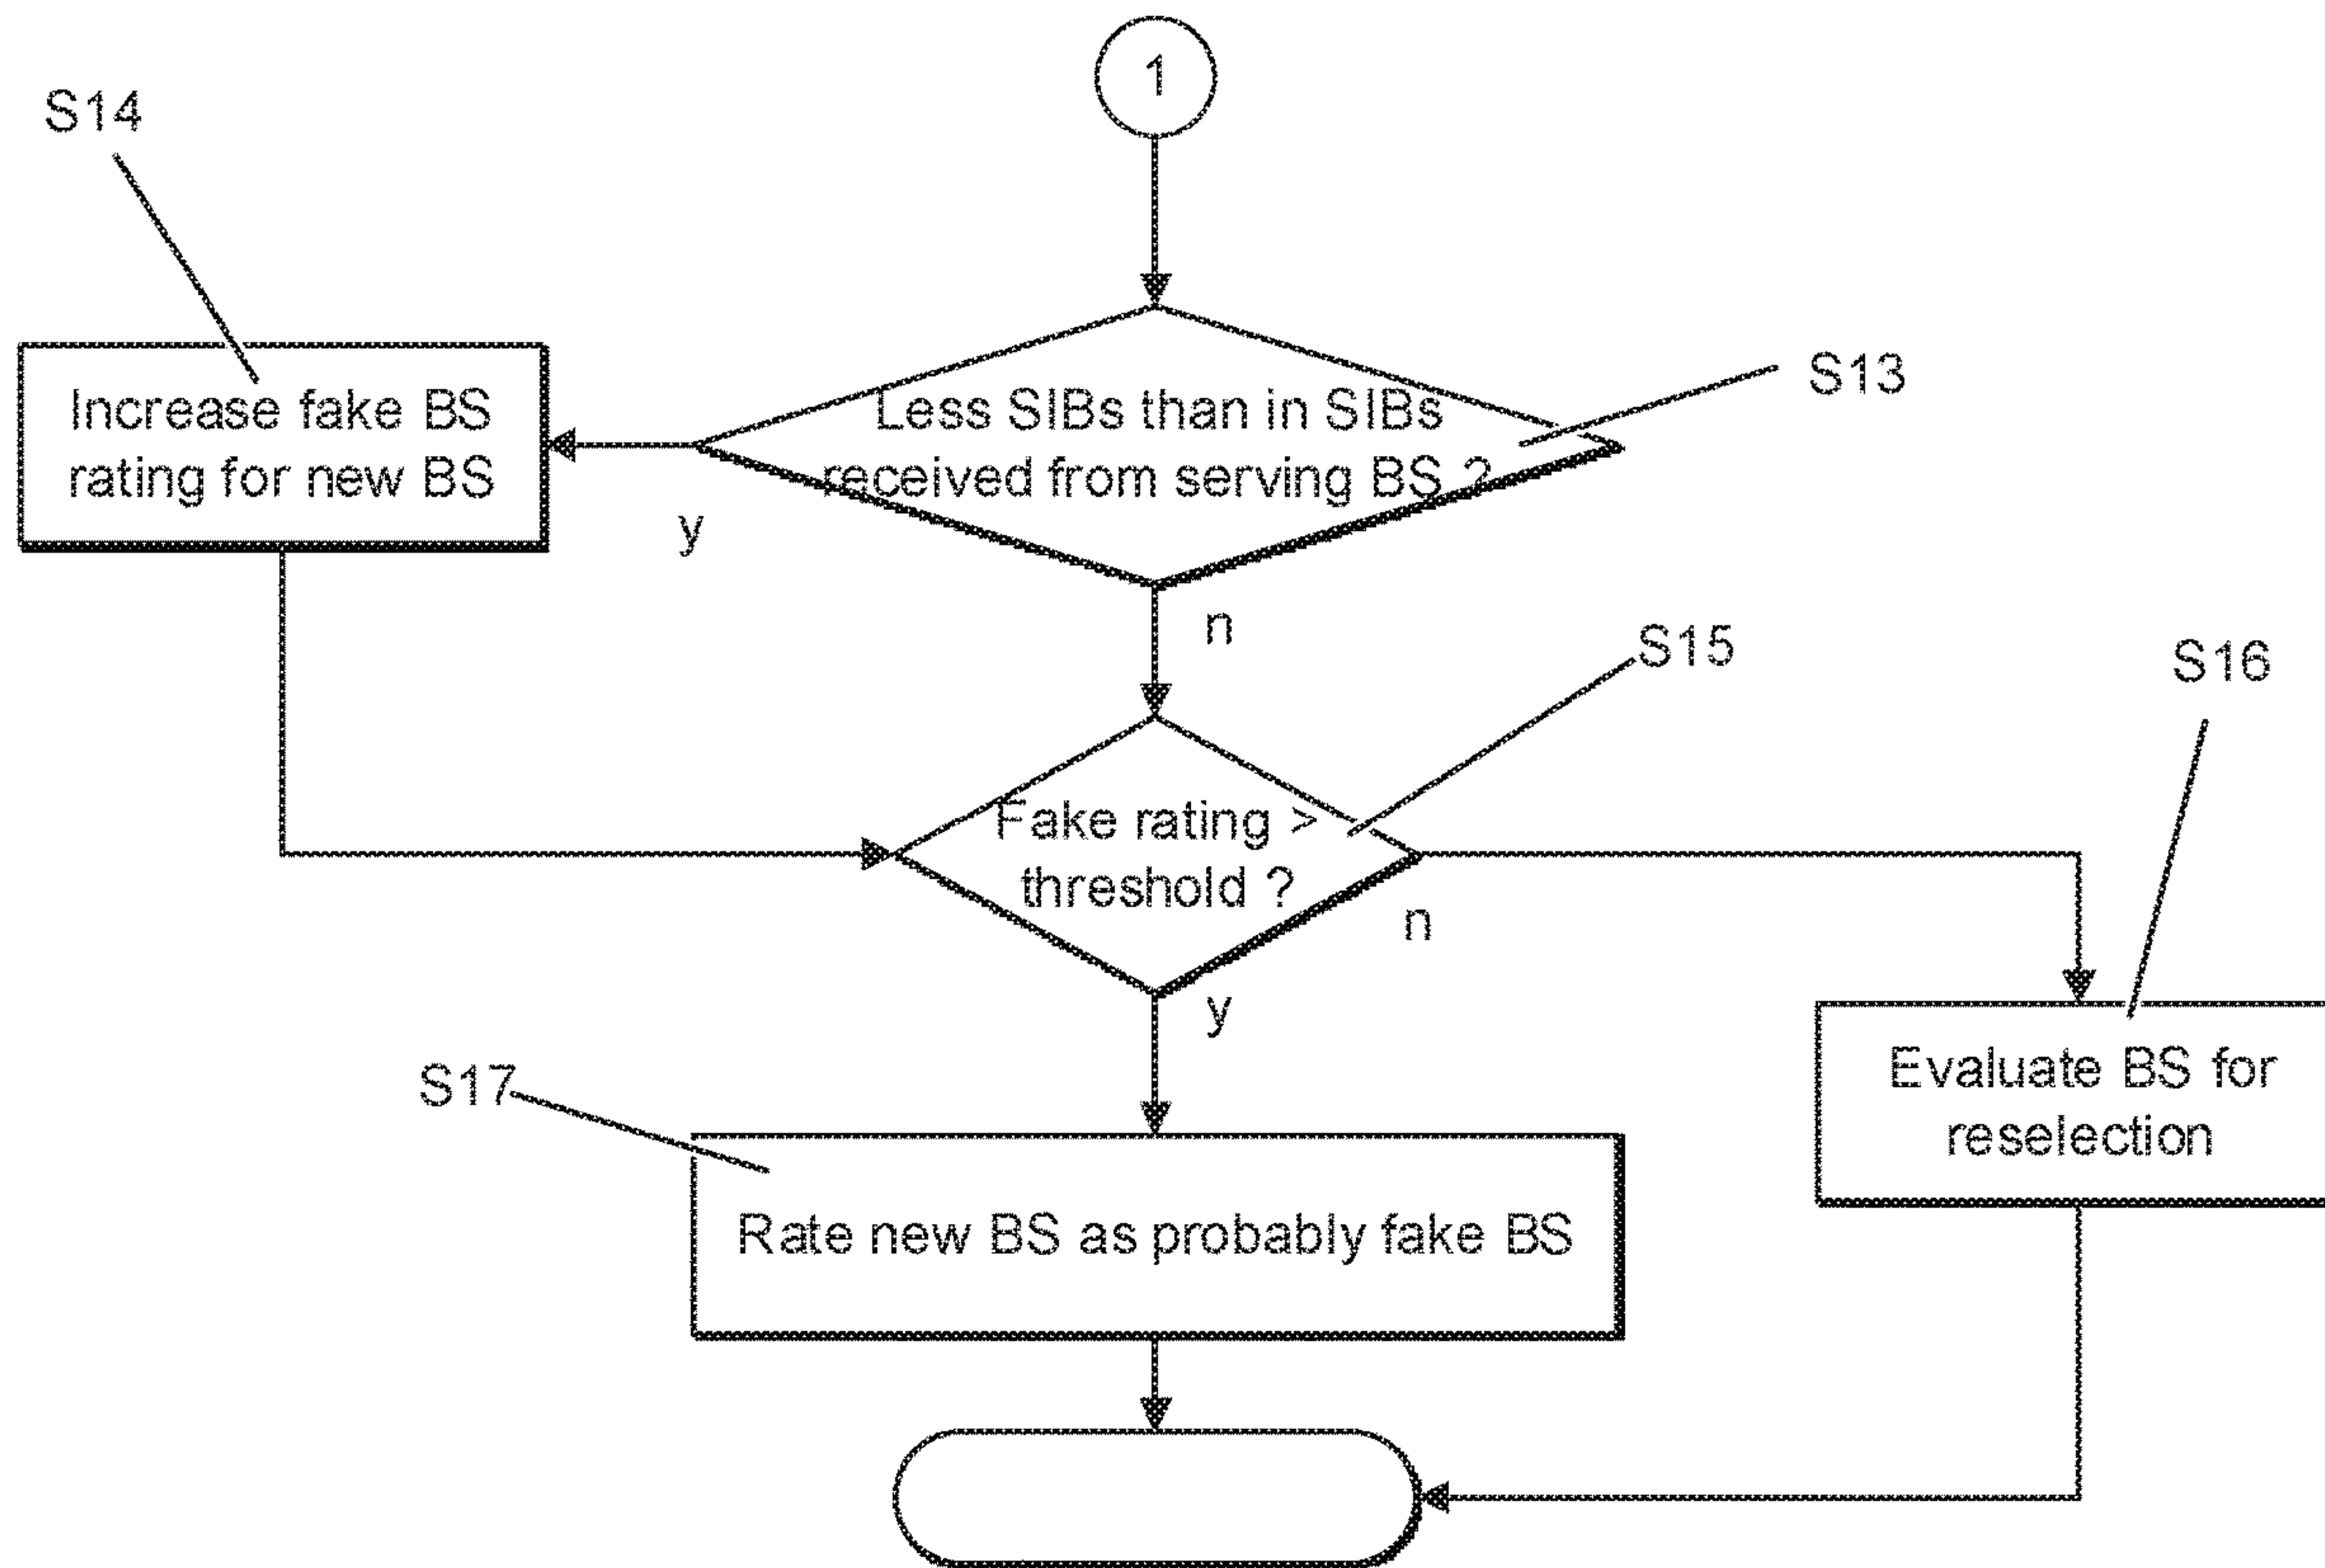 1
S14
S13
Increase fake BS
rating for new BS
Less SIBs than in SIBs
received from serving BS ?
y
n
S15
S16
Fake rating >
threshold ?
n
y
S17
Evaluate BS for
reselection
Rate new BS as probably fake BS